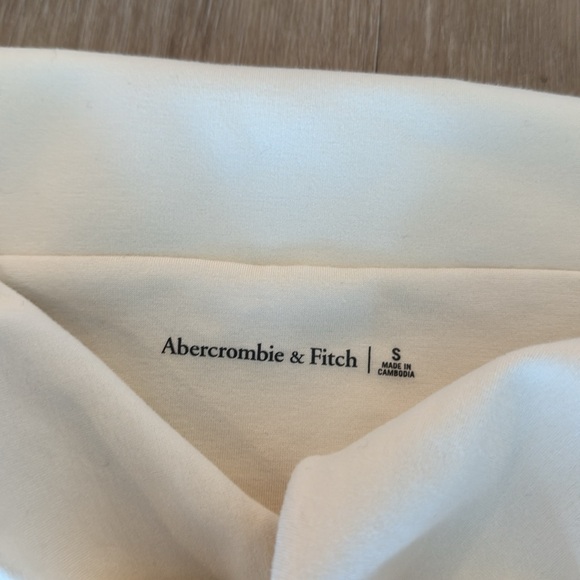 Abercrombie & Fitch | S
MADE IN
CAMBODIA